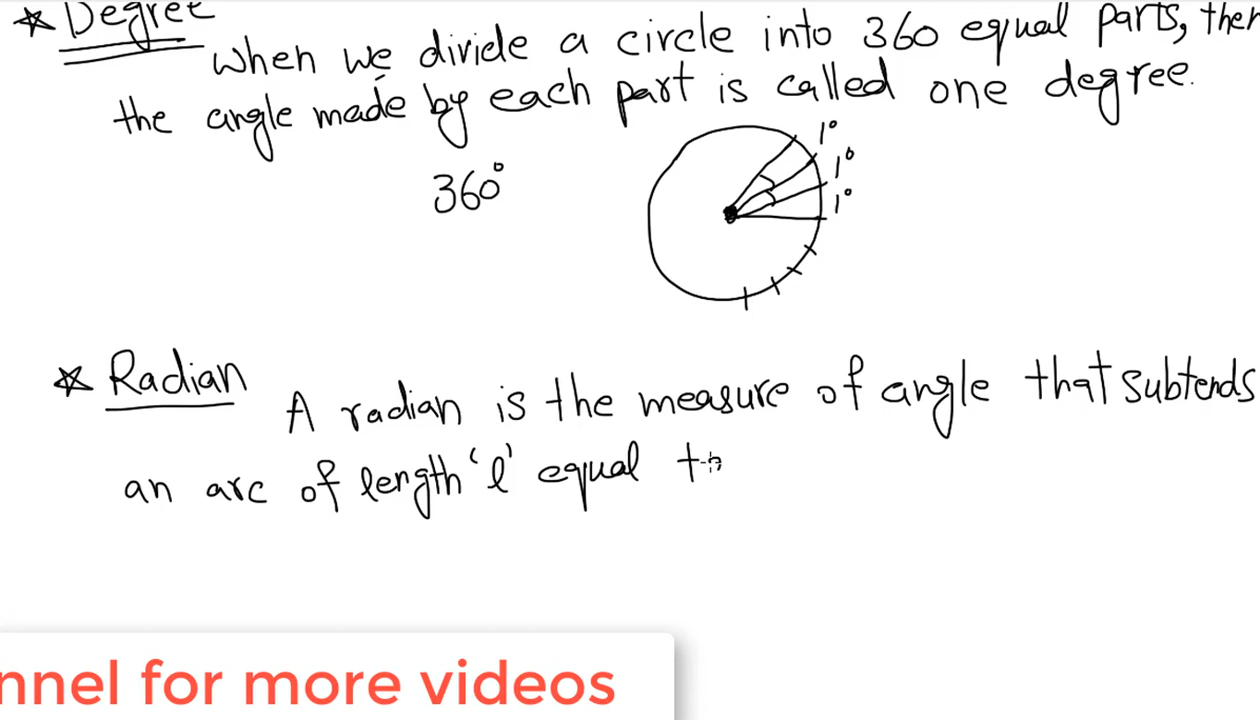 * Degree
When we divide a circle into 360 equal parts, then
the angle made by each part is called one degree.
1°
1°
360°
1°
* Radian A radian is the measure of angle that subtends
an arc of length 'l' equal t
nnel for more videos